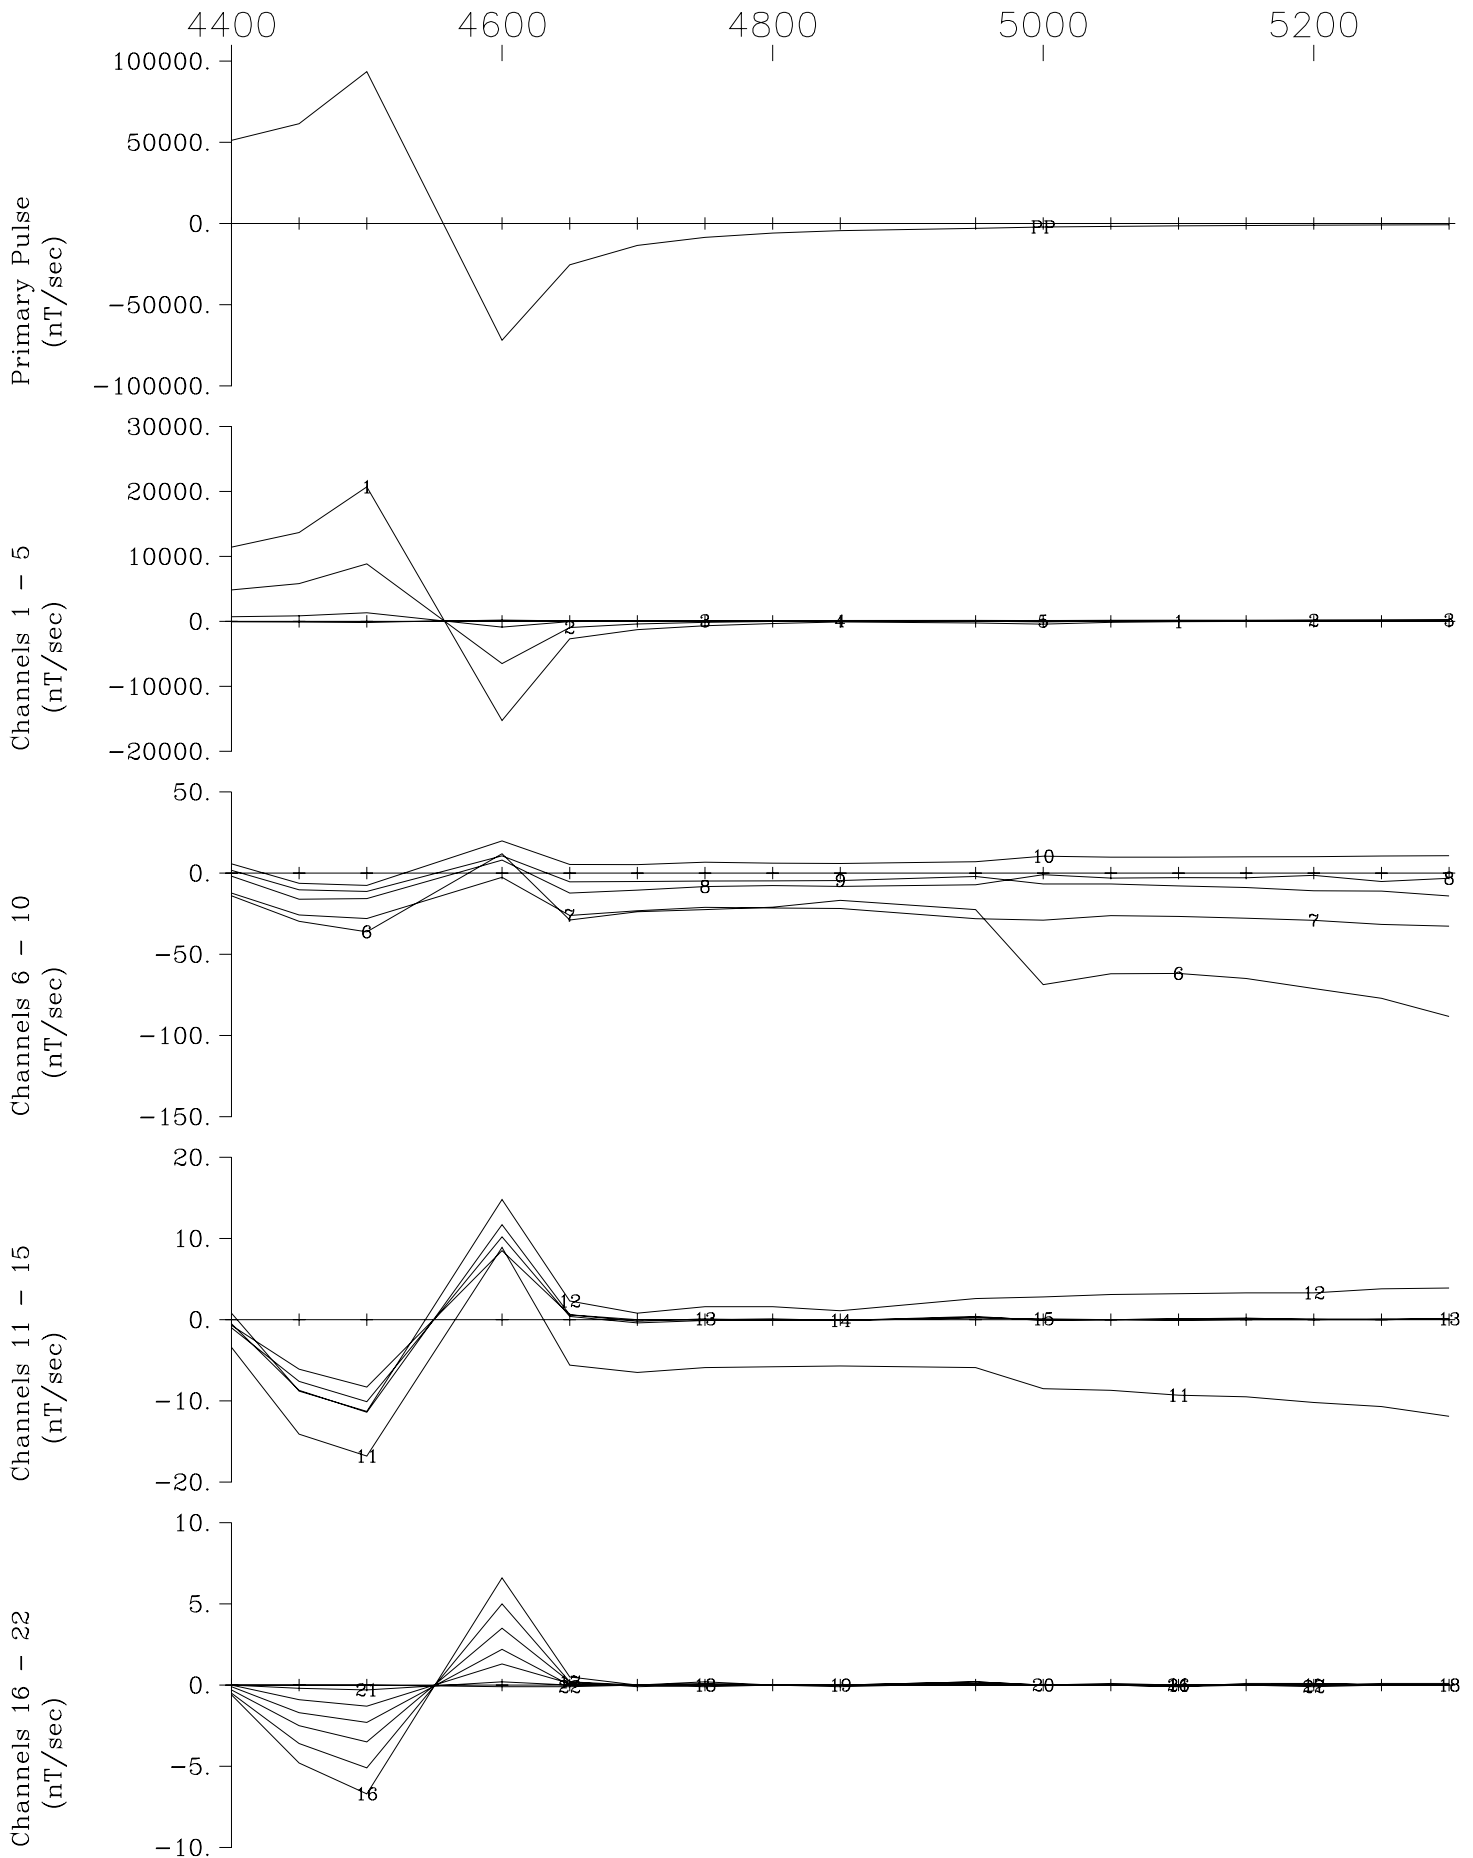 4400 4600 4800 5000 5200
Primary Pulse
(nT/sec)
100000.
50000.
0.
-50000.
-100000.
PP
Channels 1 - 5
(nT/sec)
30000.
20000.
10000.
0.
-10000.
-20000.
1
2 3 4 5 1 2 3
Channels 6 - 10
(nT/sec)
50.
0.
-50.
-100.
-150.
10
8 9 8
6 7 7
6
Channels 11 - 15
(nT/sec)
20.
10.
0.
-10.
-20.
12 12
13 14 15 13
11
11
Channels 16 - 22
(nT/sec)
10.
5.
0.
-5.
-10.
21 22 18 19 20 22 18
16